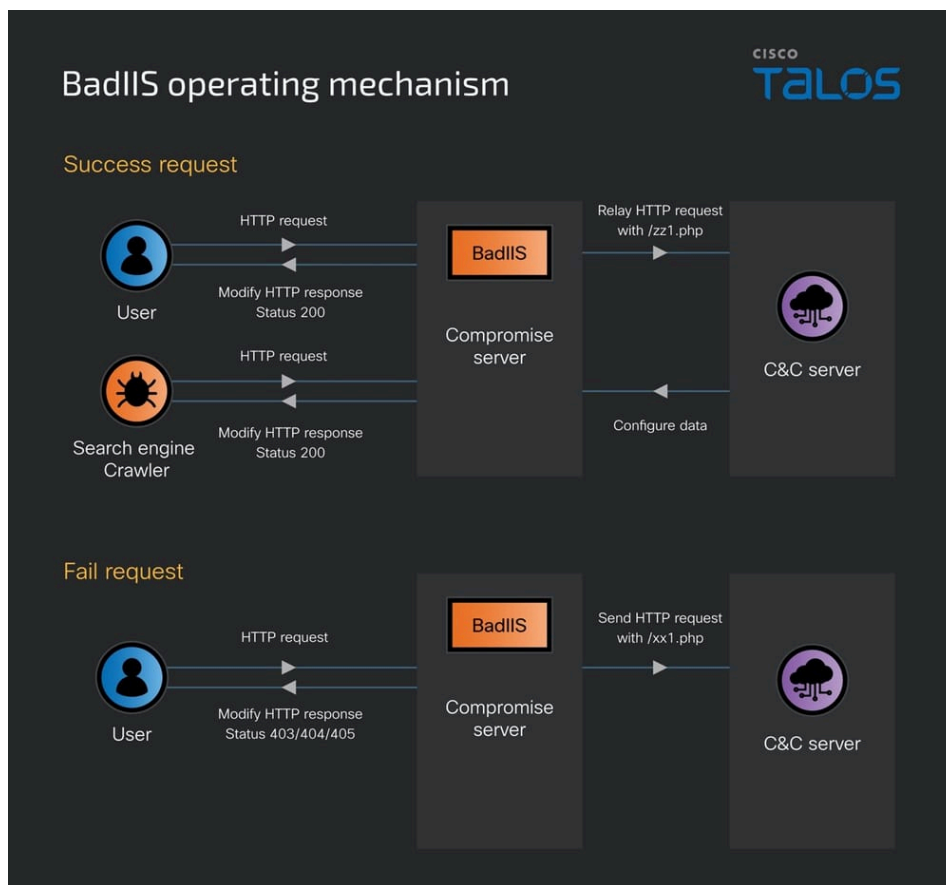 BadIIS operating mechanism
CISCO
TALOS
Success request
HTTP request
Modify HTTP response
Status 200
User
HTTP request
Modify HTTP response
Status 200
Search engine
Crawler
BadIIS
Compromise
server
Relay HTTP request
with /zz1.php
Configure data
C&C server
Fail request
HTTP request
Modify HTTP response
Status 403/404/405
User
BadIIS
Compromise
server
Send HTTP request
with /xx1.php
C&C server